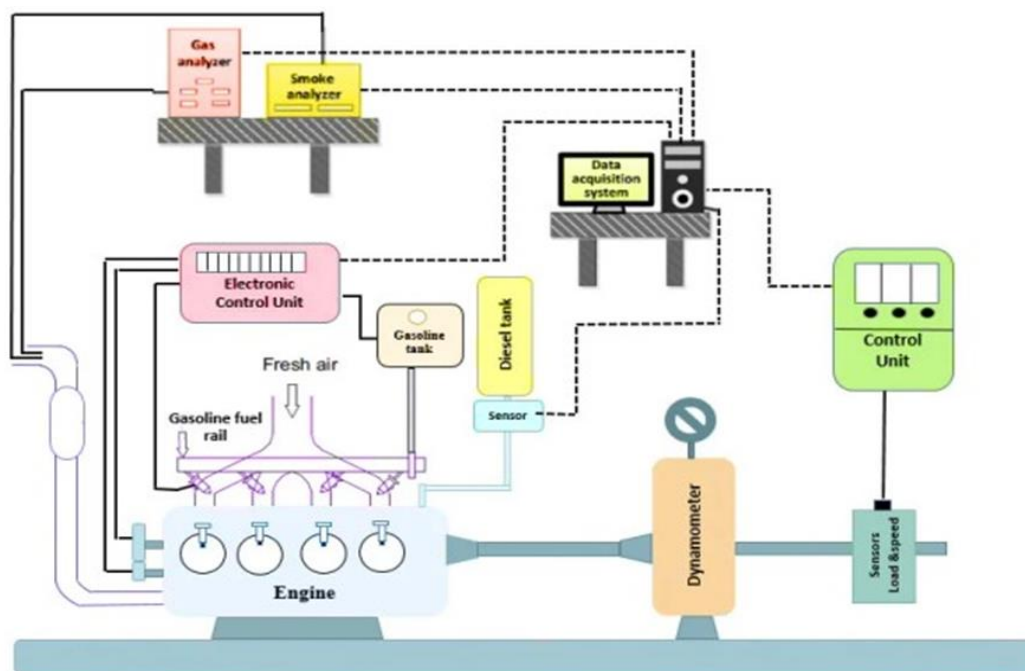 Gas
analyzer
Smoke
analyzer
Data
acquisition
system
Electronic
Control Unit
Gasoline
tank
Diesel tank
Control
Unit
Fresh air
Gasoline fuel
rail
Sensor
Dynamometer
Sensors
Load &speed
Engine